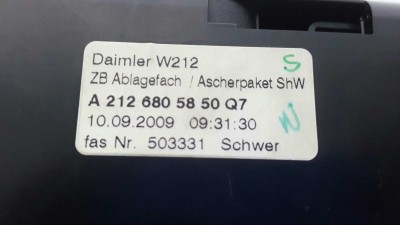 Daimler W212
S
ZB Ablagefach / Ascherpaket ShW
A 212 680 58 50 Q7
10.09.2009 09:31:30
fas Nr. 503331 Schwer